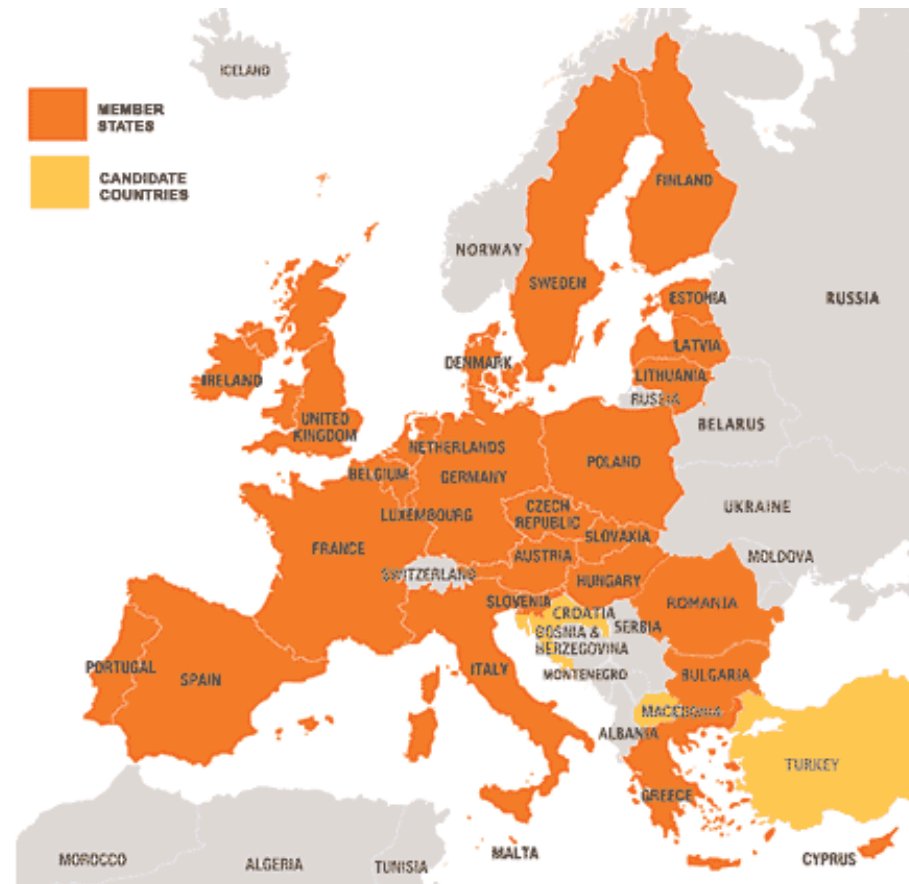 ICELAND
MEMBER
STATES
CANDIDATE
COUNTRIES
FINLAND
NORWAY
SWEDEN
ESTONIA
RUSSIA
LATVIA
DENMARK
LITHUANIA
IRELAND
RUSSIA
UNITED
KINGDOM
BELARUS
NETHERLANDS
BELGIUM
GERMANY
POLAND
LUXEMBOURG
CZECH
REPUBLIC
UKRAINE
SLOVAKIA
FRANCE
AUSTRIA
MOLDOVA
SWITZERLAND
HUNGARY
SLOVENIA
CROATIA
ROMANIA
BOSNIA &
HERZEGOVINA
SERBIA
PORTUGAL
SPAIN
ITALY
MONTENEGRO
BULGARIA
MACEDONIA
ALBANIA
TURKEY
GREECE
MALTA
CYPRUS
MOROCCO
ALGERIA
TUNISIA